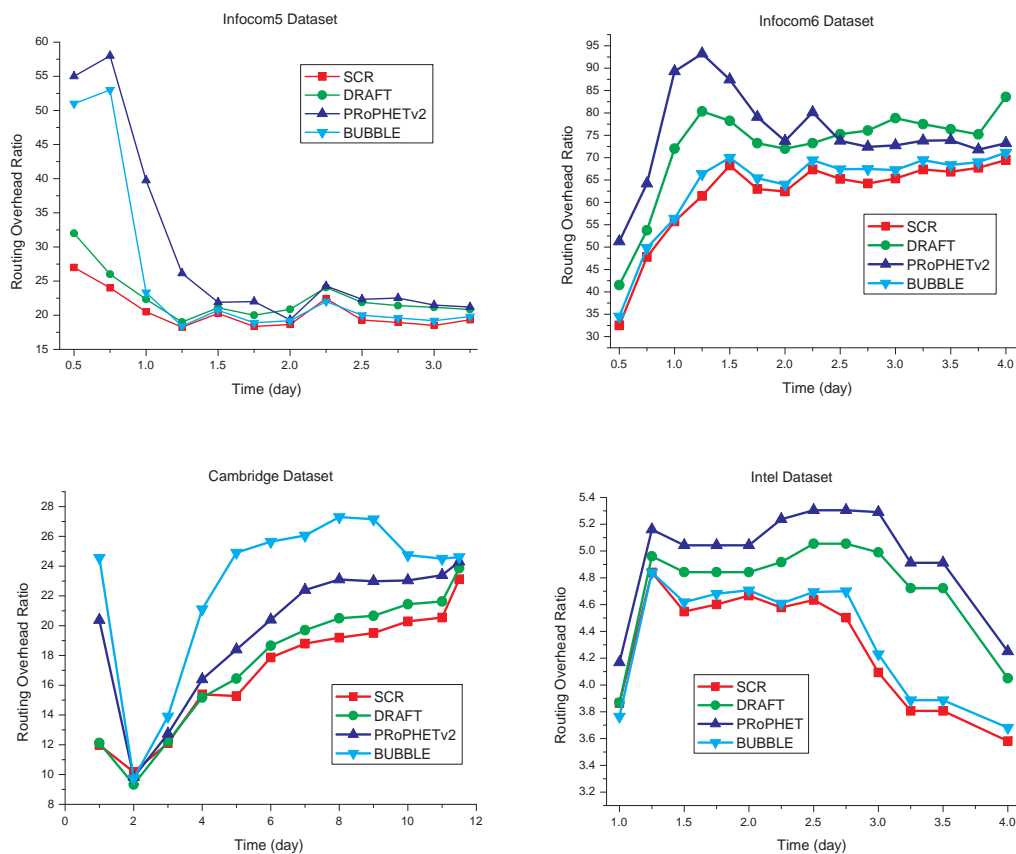 Infocom5 Dataset
60
55
50
45
40
35
30
25
20
15
Routing Overhead Ratio
SCR
DRAFT
PRoPHETv2
BUBBLE
0.5 1.0 1.5 2.0 2.5 3.0
Time (day)
Infocom6 Dataset
95
90
85
80
75
70
65
60
55
50
45
40
35
30
Routing Overhead Ratio
SCR
DRAFT
PRoPHETv2
BUBBLE
0.5 1.0 1.5 2.0 2.5 3.0 3.5 4.0
Time (day)
Cambridge Dataset
28
26
24
22
20
18
16
14
12
10
8
Routing Overhead Ratio
SCR
DRAFT
PRoPHETv2
BUBBLE
0 2 4 6 8 10 12
Time (day)
Intel Dataset
5.4
5.2
5.0
4.8
4.6
4.4
4.2
4.0
3.8
3.6
3.4
3.2
Routing Overhead Ratio
SCR
DRAFT
PRoPHET
BUBBLE
1.0 1.5 2.0 2.5 3.0 3.5 4.0
Time (day)